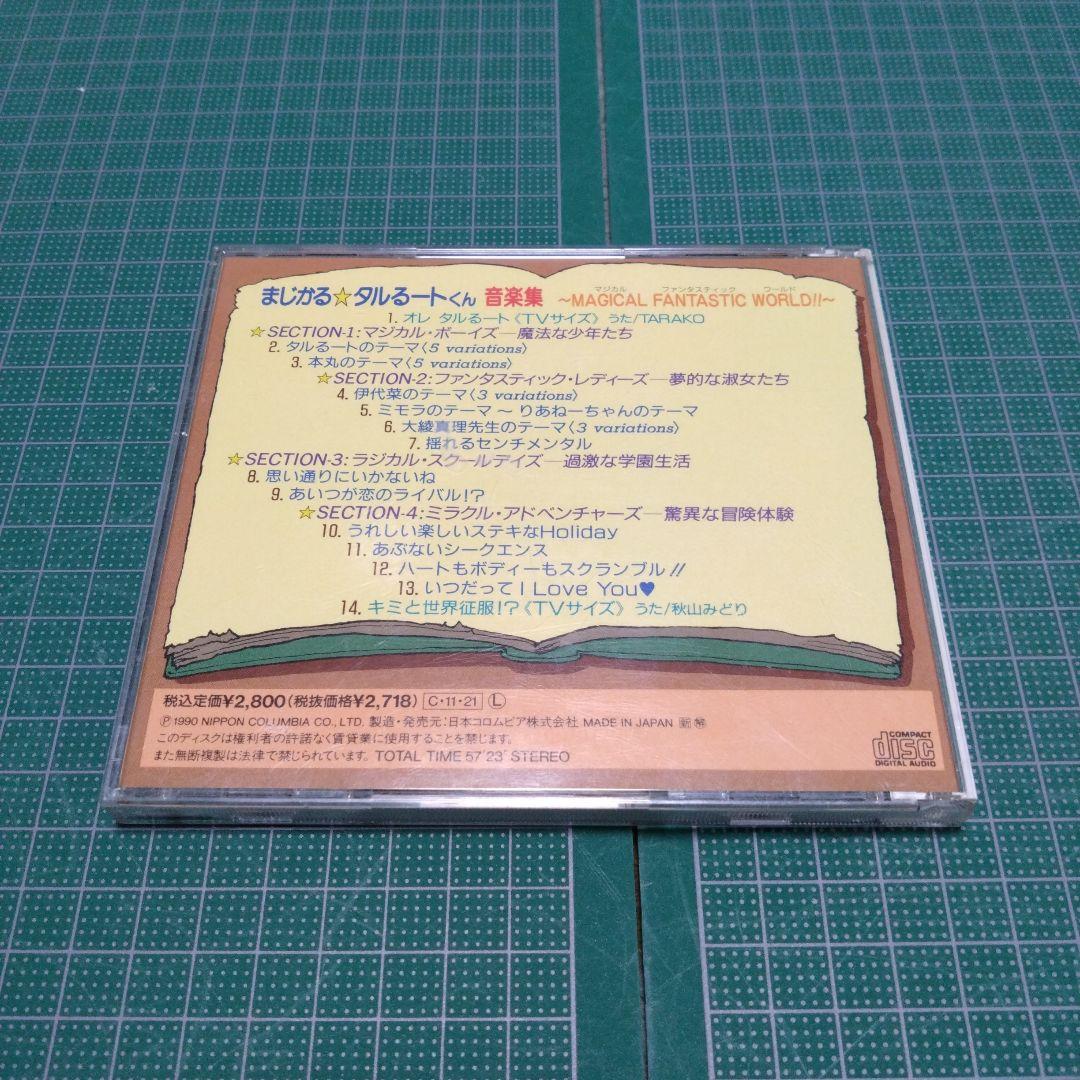 まじかる☆タルるートくん 音楽集 ～MAGICAL FANTASTIC WORLD!!～
マジカル ファンタスティック ワールド
1. オレ タルるート《TVサイズ》 うた/TARAKO
☆SECTION-1:マジカル・ボーイズ—魔法な少年たち
2. タルるートのテーマ〈5 variations〉
3. 本丸のテーマ〈5 variations〉
☆SECTION-2:ファンタスティック・レディーズ—夢的な淑女たち
4. 伊代菜のテーマ〈3 variations〉
5. ミモラのテーマ ～ りあねーちゃんのテーマ
6. 大綾真理先生のテーマ〈3 variations〉
7. 揺れるセンチメンタル
☆SECTION-3:ラジカル・スクールデイズ—過激な学園生活
8. 思い通りにいかないね
9. あいつが恋のライバル!?
☆SECTION-4:ミラクル・アドベンチャーズ—驚異な冒険体験
10. うれしい楽しいステキなHoliday
11. あぶないシークエンス
12. ハートもボディーもスクランブル!!
13. いつだって I Love You♥
14. キミと世界征服!?《TVサイズ》 うた/秋山みどり
税込定価¥2,800(税抜価格¥2,718) C・11・21 Ⓛ
Ⓟ1990 NIPPON COLUMBIA CO., LTD. 製造・発売元:日本コロムビア株式会社 MADE IN JAPAN
このディスクは権利者の許諾なく賃貸業に使用することを禁じます。
また無断複製は法律で禁じられています。 TOTAL TIME 57'23" STEREO
COMPACT
disc
DIGITAL AUDIO